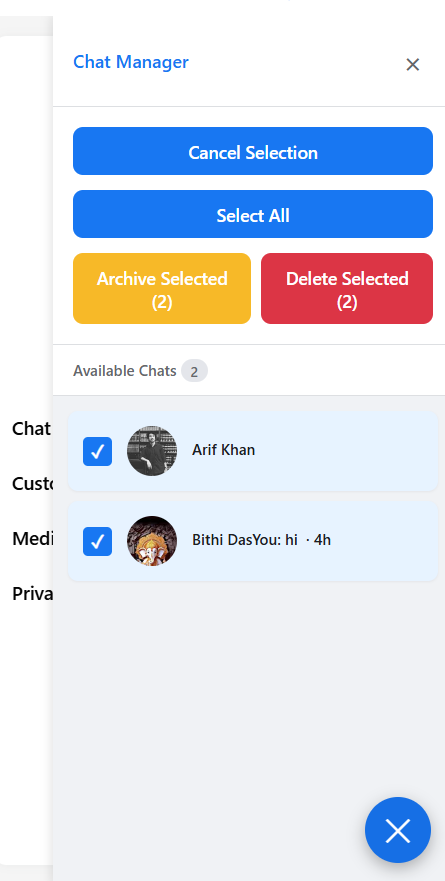 Chat Manager
×
Cancel Selection
Select All
Archive Selected
(2)
Delete Selected
(2)
Available Chats 2
Arif Khan
Bithi DasYou: hi · 4h
Chat
Custo
Medi
Priva